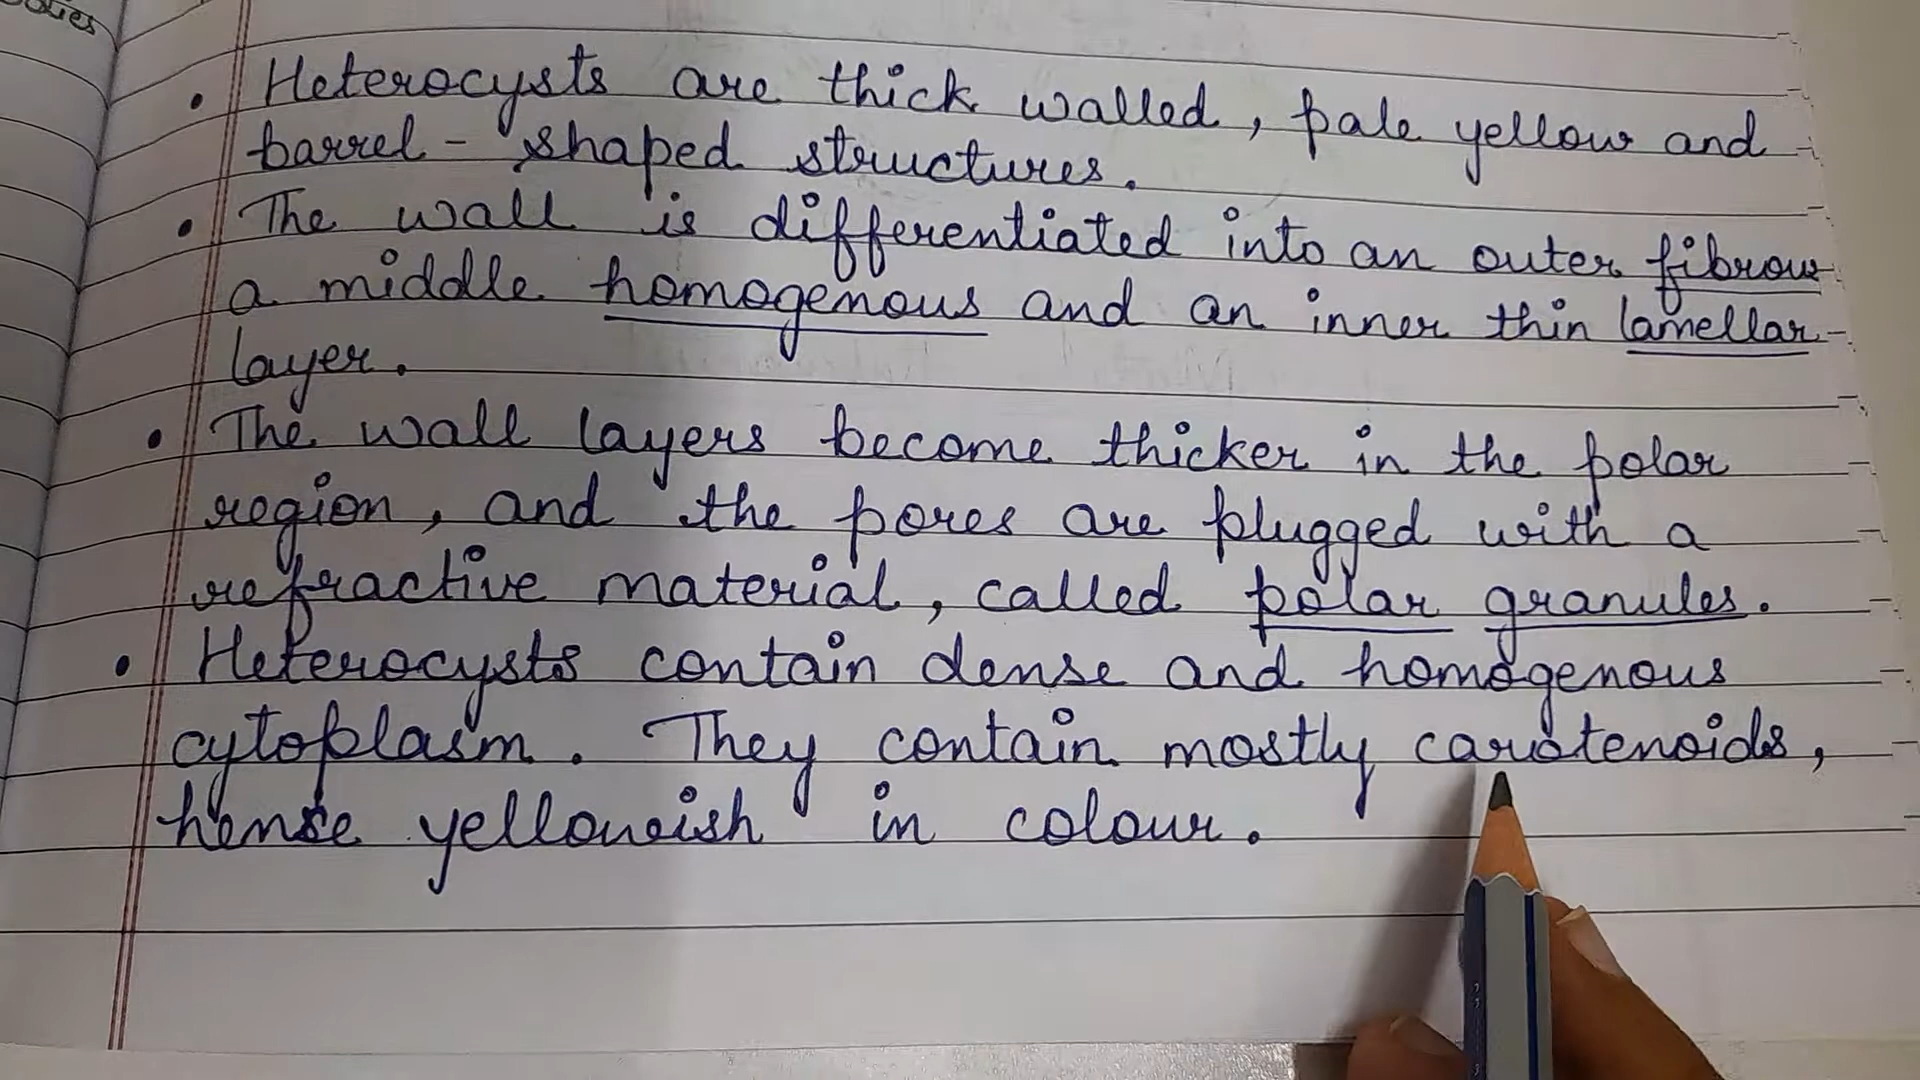 • Heterocysts are thick walled, pale yellow and
barrel - shaped structures.
• The wall is differentiated into an outer fibrous
a middle homogenous and an inner thin lamellar
layer.
• The wall layers become thicker in the polar
region, and the pores are plugged with a
refractive material, called polar granules.
• Heterocysts contain dense and homogenous
cytoplasm. They contain mostly carotenoids,
hense yellowish in colour.